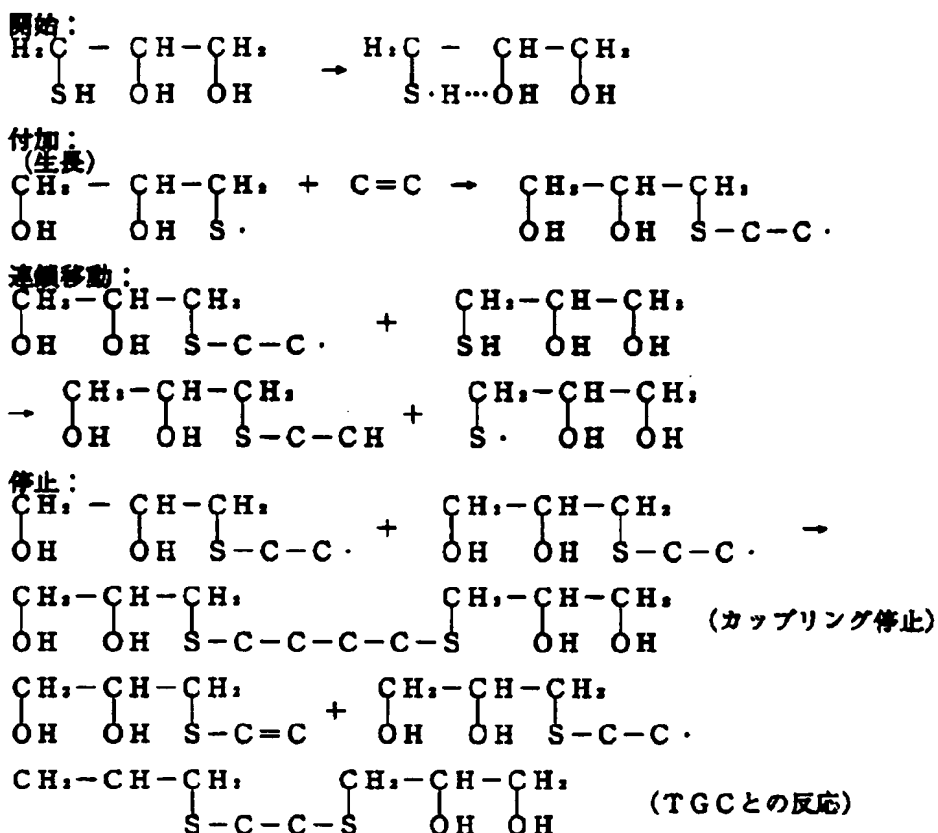 開始:
H₂C - CH-CH₂ → H₂C - CH-CH₂
SH OH OH S・H…OH OH
付加:
(生長)
CH₂ - CH-CH₂ + C=C → CH₂-CH-CH₂
OH OH S・ OH OH S-C-C・
連鎖移動:
CH₂-CH-CH₂ + CH₂-CH-CH₂
OH OH S-C-C・ SH OH OH
→ CH₂-CH-CH₂ + CH₂-CH-CH₂
OH OH S-C-CH S・ OH OH
停止:
CH₂ - CH-CH₂ + CH₂-CH-CH₂ →
OH OH S-C-C・ OH OH S-C-C・
CH₂-CH-CH₂ CH₂-CH-CH₂ (カップリング停止)
OH OH S-C-C-C-C-S OH OH
CH₂-CH-CH₂ + CH₂-CH-CH₂
OH OH S-C=C OH OH S-C-C・
CH₂-CH-CH₂ CH₂-CH-CH₂ (TGCとの反応)
S-C-C-S OH OH